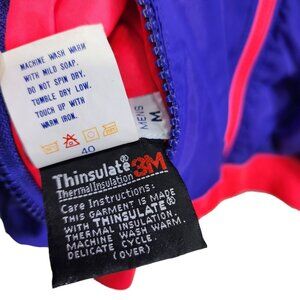 MACHINE WASH WARM
WITH MILD SOAP.
DO NOT SPIN DRY.
TUMBLE DRY LOW.
TOUCH UP WITH
WARM IRON.
40
MENS
M
Thinsulate® 3M
Thermal Insulation
Care Instructions:
THIS GARMENT IS MADE
WITH THINSULATE®
THERMAL INSULATION.
MACHINE WASH WARM.
DELICATE CYCLE.
(OVER)